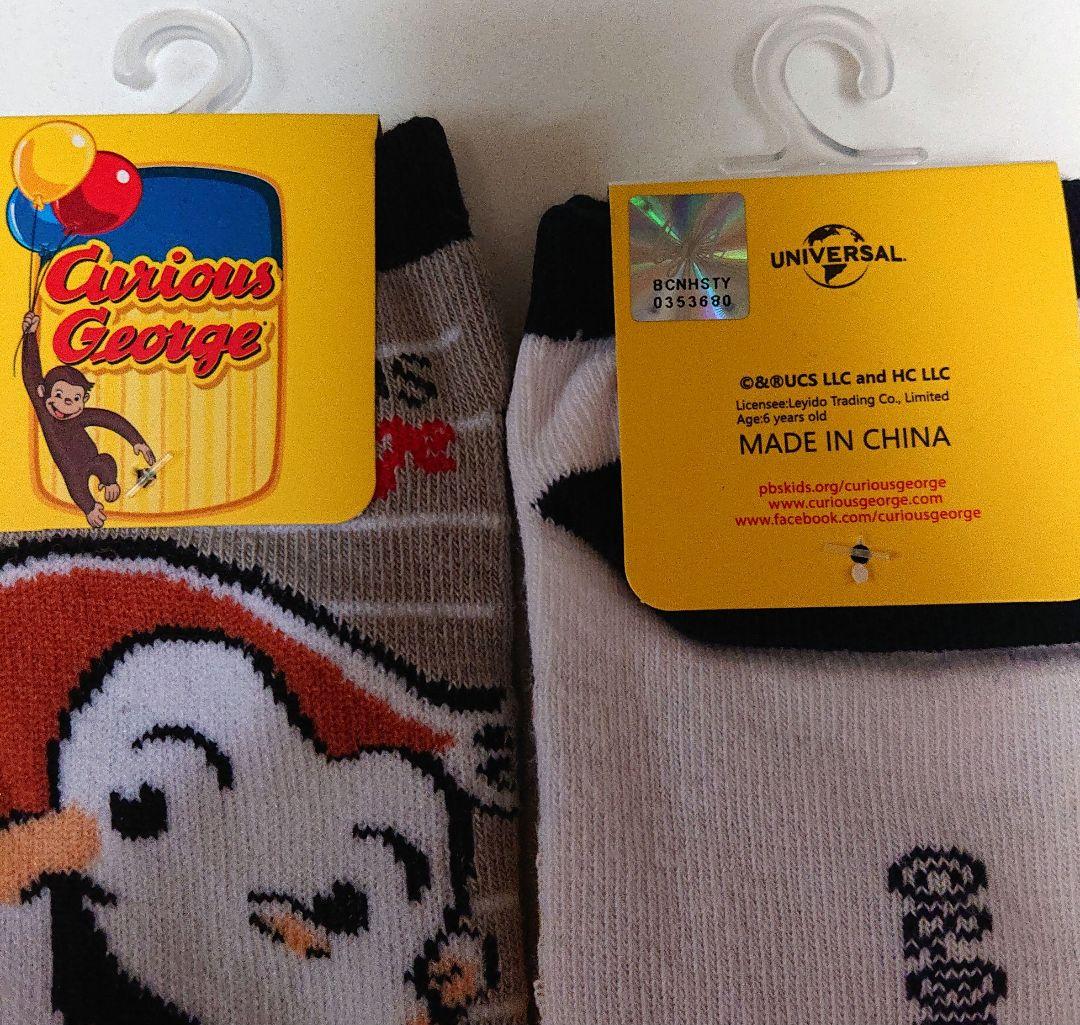 Curious
George
BCNHSTY
0353680
UNIVERSAL
©&®UCS LLC and HC LLC
Licensee:Leyido Trading Co., Limited
Age:6 years old
MADE IN CHINA
pbskids.org/curiousgeorge
www.curiousgeorge.com
www.facebook.com/curiousgeorge